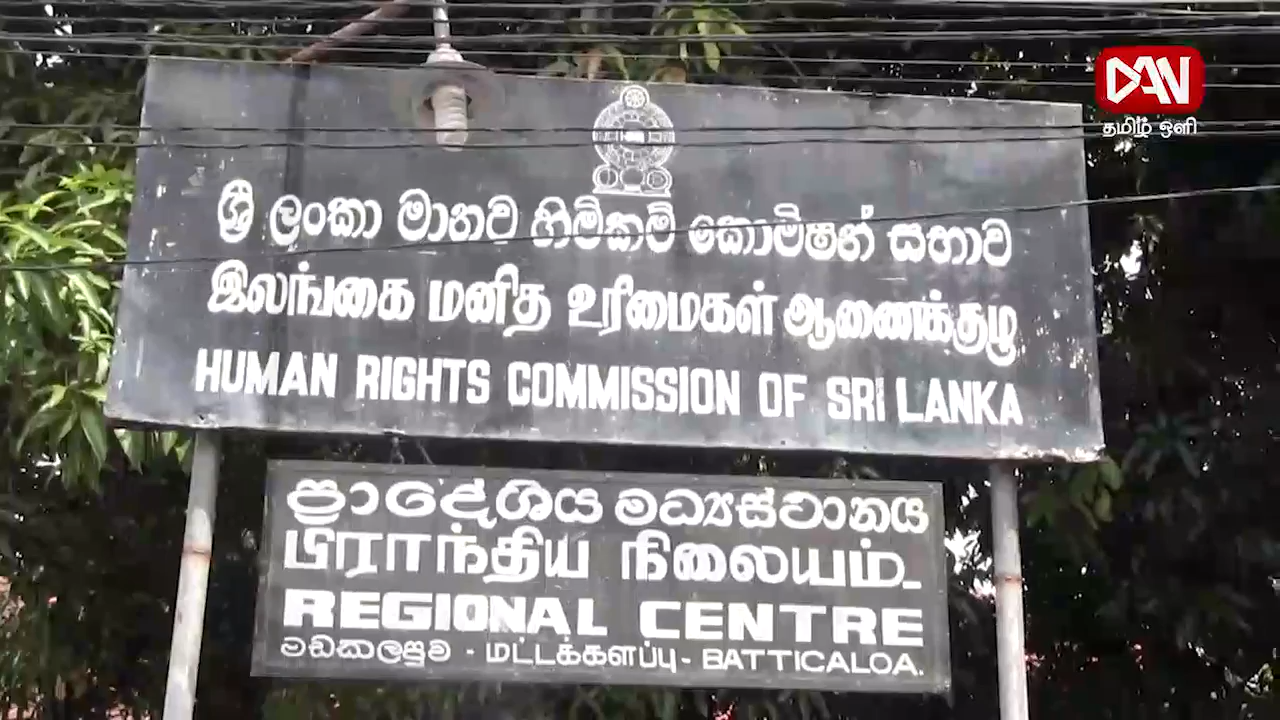 DAN
தமிழ் ஒளி
ශ්‍රී ලංකා මානව හිමිකම් කොමිෂන් සභාව
இலங்கை மனித உரிமைகள் ஆணைக்குழு
HUMAN RIGHTS COMMISSION OF SRI LANKA
ප්‍රාදේශිය මධ්‍යස්ථානය
பிராந்திய நிலையம்.
REGIONAL CENTRE
මඩකලපුව - மட்டக்களப்பு - BATTICALOA.